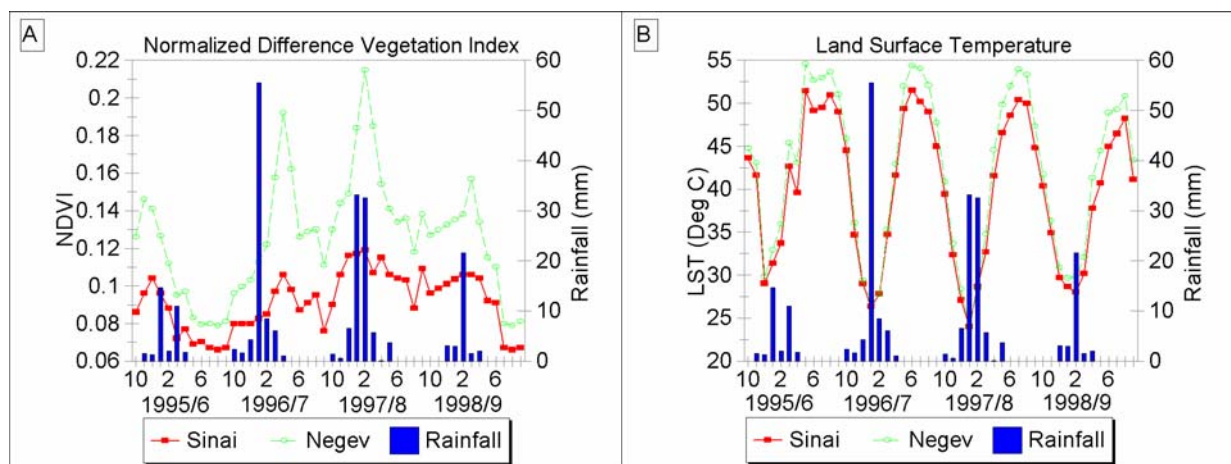 A
Normalized Difference Vegetation Index
NDVI
0.22
0.2
0.18
0.16
0.14
0.12
0.1
0.08
0.06
60
50
40
30
20
10
0
Rainfall (mm)
10 2 6 10 2 6 10 2 6 10 2 6
1995/6 1996/7 1997/8 1998/9
Sinai Negev Rainfall
B
Land Surface Temperature
LST (Deg C)
55
50
45
40
35
30
25
20
60
50
40
30
20
10
0
Rainfall (mm)
10 2 6 10 2 6 10 2 6 10 2 6
1995/6 1996/7 1997/8 1998/9
Sinai Negev Rainfall